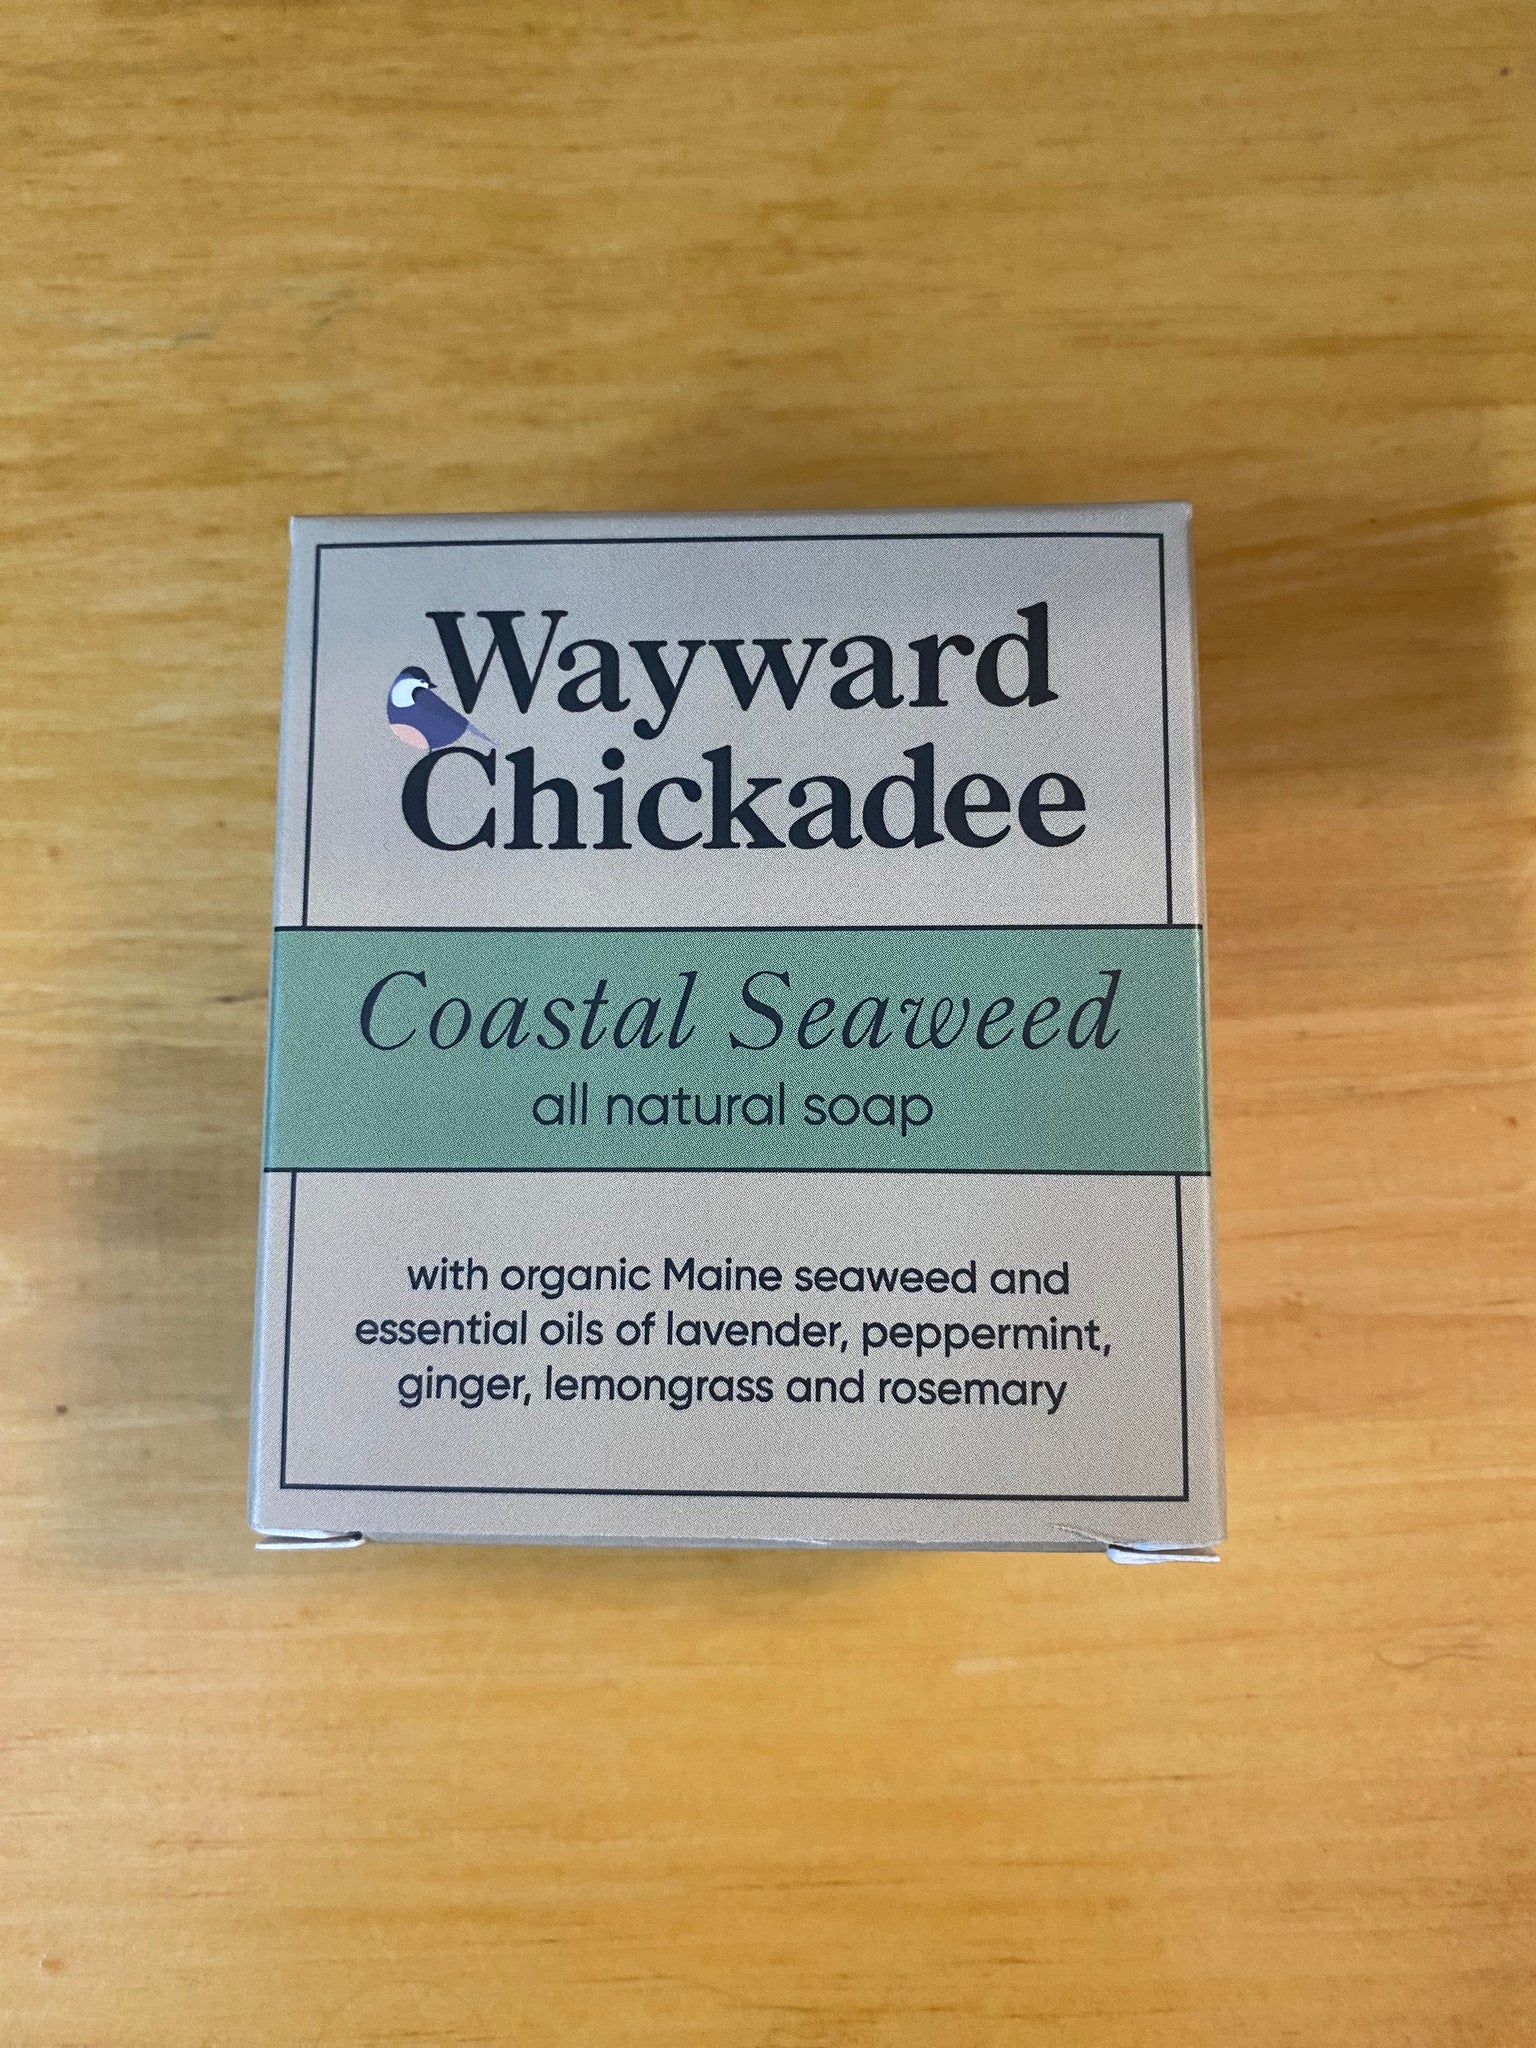 Wayward
Chickadee
Coastal Seaweed
all natural soap
with organic Maine seaweed and
essential oils of lavender, peppermint,
ginger, lemongrass and rosemary